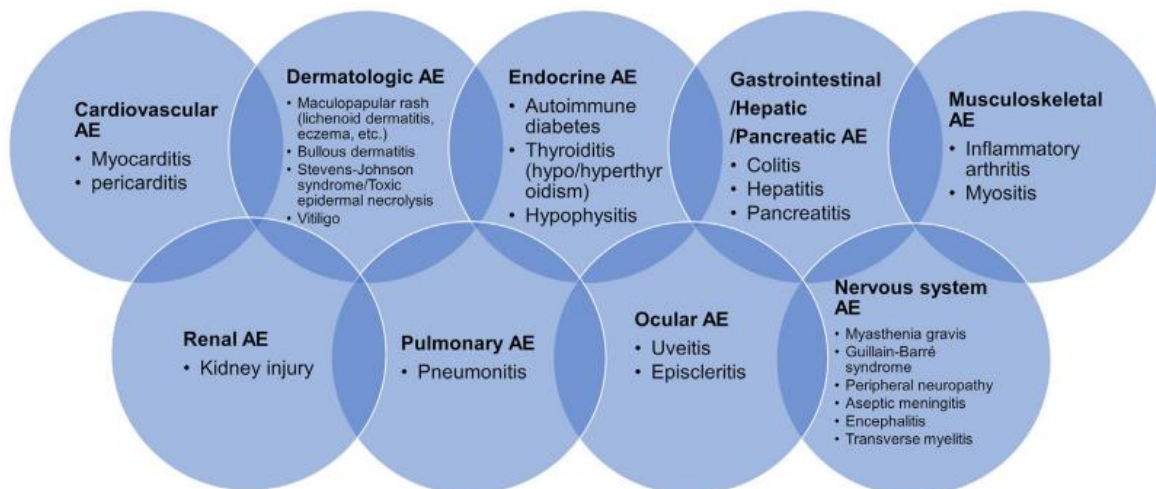 Cardiovascular
AE
• Myocarditis
• pericarditis
Dermatologic AE
• Maculopapular rash
(lichenoid dermatitis,
eczema, etc.)
• Bullous dermatitis
• Stevens-Johnson
syndrome/Toxic
epidermal necrolysis
• Vitiligo
Endocrine AE
• Autoimmune
diabetes
• Thyroiditis
(hypo/hyperthyr
oidism)
• Hypophysitis
Gastrointestinal
/Hepatic
/Pancreatic AE
• Colitis
• Hepatitis
• Pancreatitis
Musculoskeletal
AE
• Inflammatory
arthritis
• Myositis
Renal AE
• Kidney injury
Pulmonary AE
• Pneumonitis
Ocular AE
• Uveitis
• Episcleritis
Nervous system
AE
• Myasthenia gravis
• Guillain-Barré
syndrome
• Peripheral neuropathy
• Aseptic meningitis
• Encephalitis
• Transverse myelitis